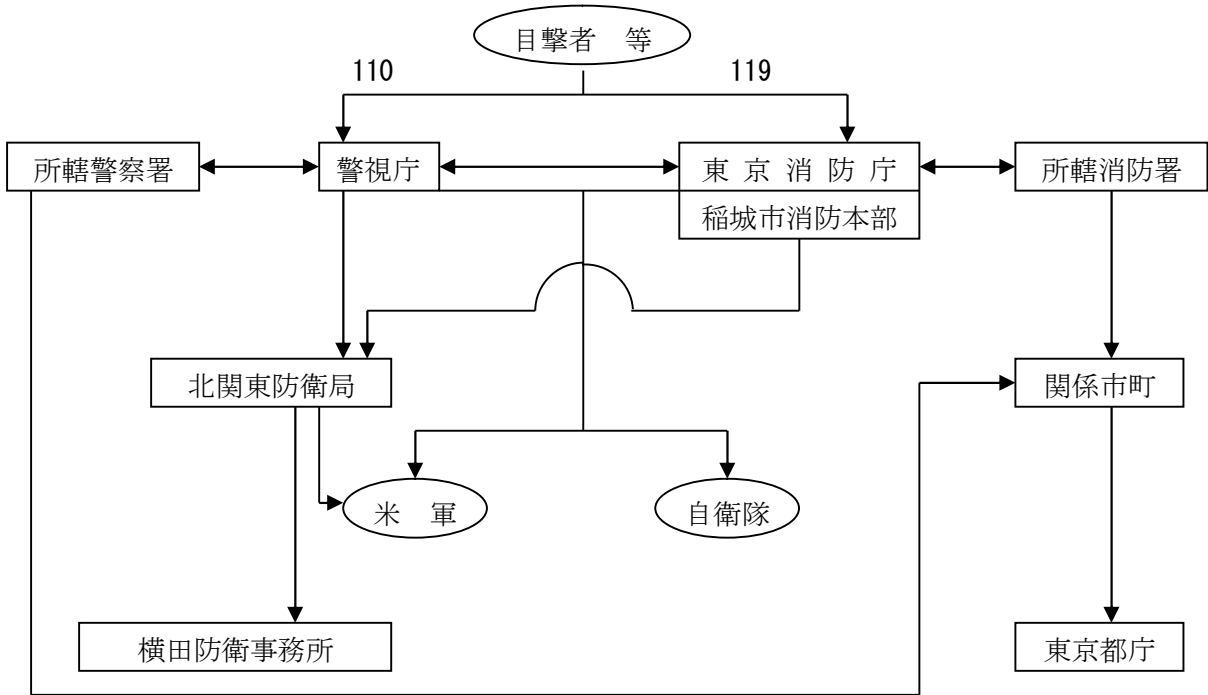 目撃者　等
110
119
所轄警察署
警視庁
東 京 消 防 庁
所轄消防署
稲城市消防本部
北関東防衛局
関係市町
米　軍
自衛隊
横田防衛事務所
東京都庁